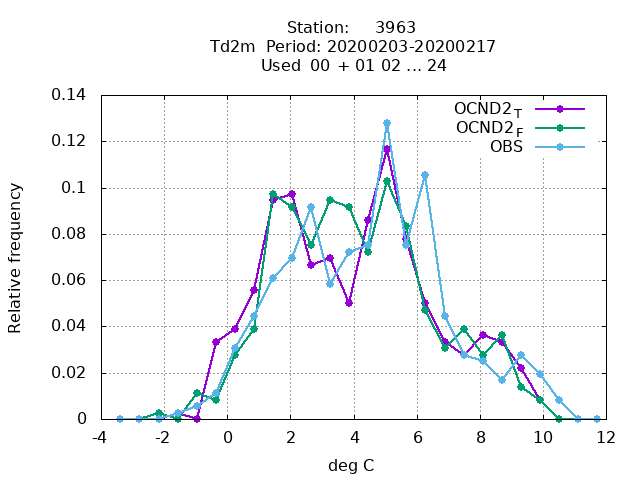 Station: 3963
Td2m Period: 20200203-20200217
Used 00 + 01 02 ... 24
0.14
0.12
0.1
0.08
0.06
0.04
0.02
0
Relative frequency
OCND2T
OCND2F
OBS
-4 -2 0 2 4 6 8 10 12
deg C